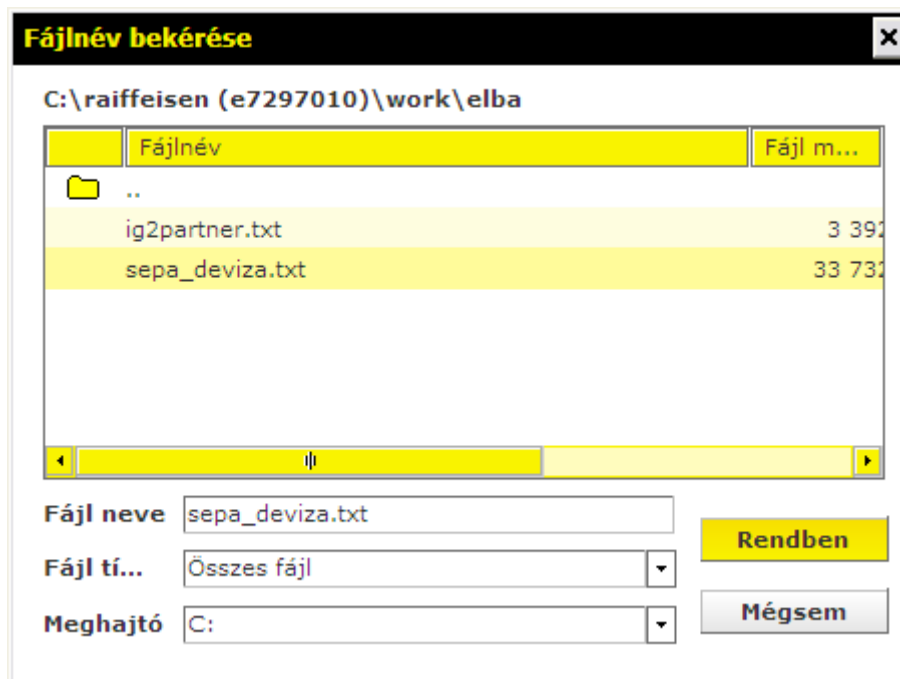 Fájlnév bekérése
C:\raiffeisen (e7297010)\work\elba
Fájlnév Fájl m...
..
ig2partner.txt 3 392
sepa_deviza.txt 33 732
Fájl neve sepa_deviza.txt
Rendben
Fájl tí... Összes fájl
Mégsem
Meghajtó C: